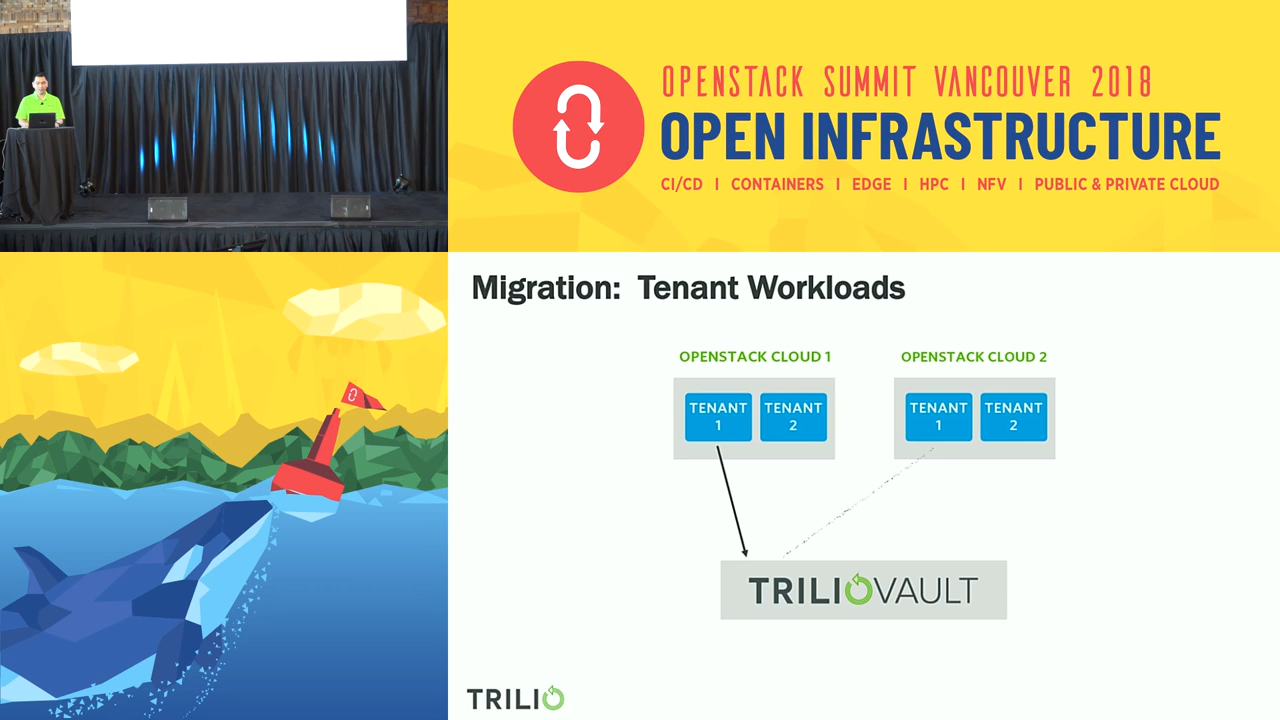 OPENSTACK SUMMIT VANCOUVER 2018
OPEN INFRASTRUCTURE
CI/CD | CONTAINERS | EDGE | HPC | NFV | PUBLIC & PRIVATE CLOUD
Migration: Tenant Workloads
OPENSTACK CLOUD 1
TENANT
1
TENANT
2
OPENSTACK CLOUD 2
TENANT
1
TENANT
2
TRILIOVAULT
TRILIO